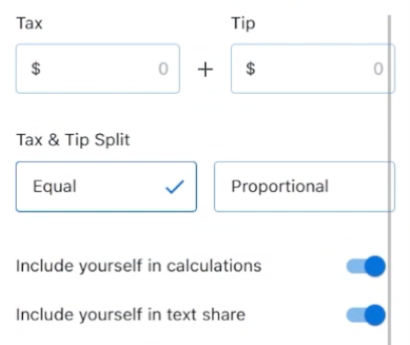 Tax Tip
$ 0 + $ 0
Tax & Tip Split
Equal Proportional
Include yourself in calculations
Include yourself in text share